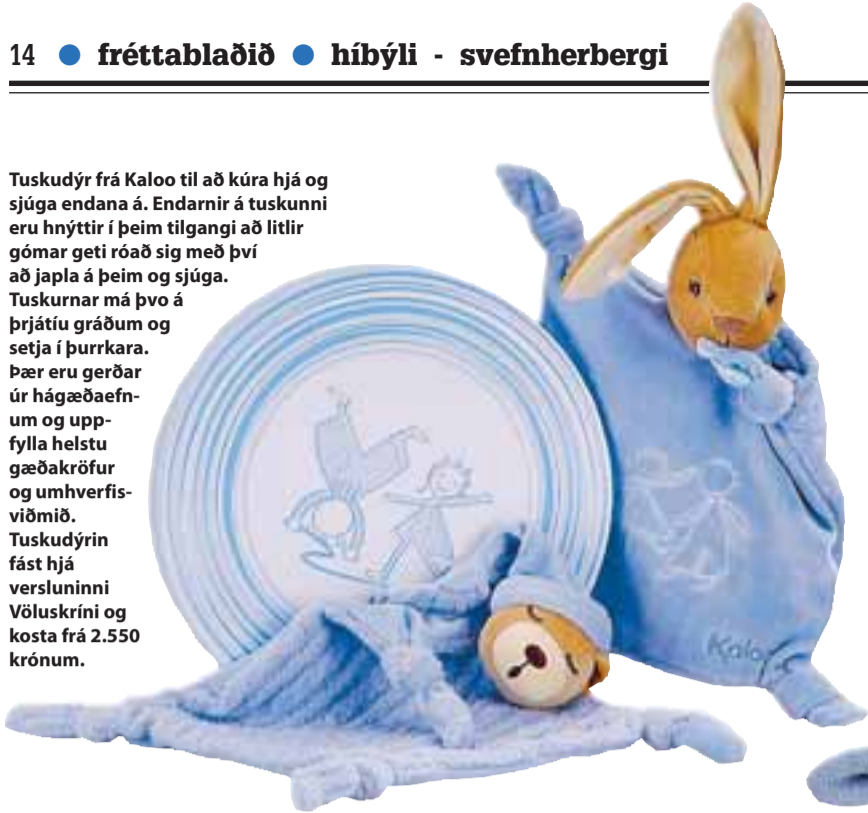 14 ● fréttablaðið ● híbýli - svefnherbergi
Tuskudýr frá Kaloo til að kúra hjá og
sjúga endana á. Endarnir á tuskunni
eru hnýttir í þeim tilgangi að litlir
gómar geti róað sig með því
að japla á þeim og sjúga.
Tuskurnar má þvo á
þrjátíu gráðum og
setja í þurrkara.
Þær eru gerðar
úr hágæðaefn-
um og upp-
fylla helstu
gæðakröfur
og umhverfis-
viðmið.
Tuskudýrin
fást hjá
versluninni
Völuskríni og
kosta frá 2.550
krónum.
Kaloo